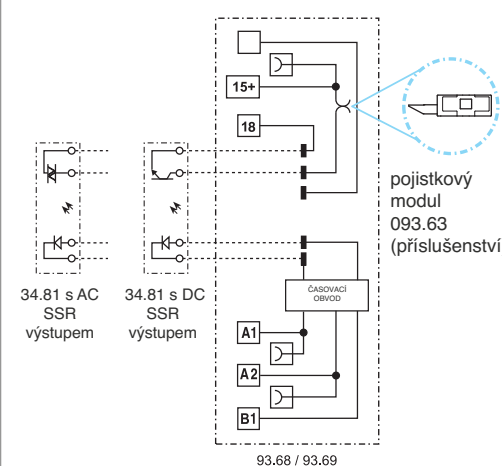 15+
18
pojistkový
modul
093.63
(příslušenství
34.81 s AC
SSR
výstupem
34.81 s DC
SSR
výstupem
ČASOVACÍ
OBVOD
A1
A2
B1
93.68 / 93.69